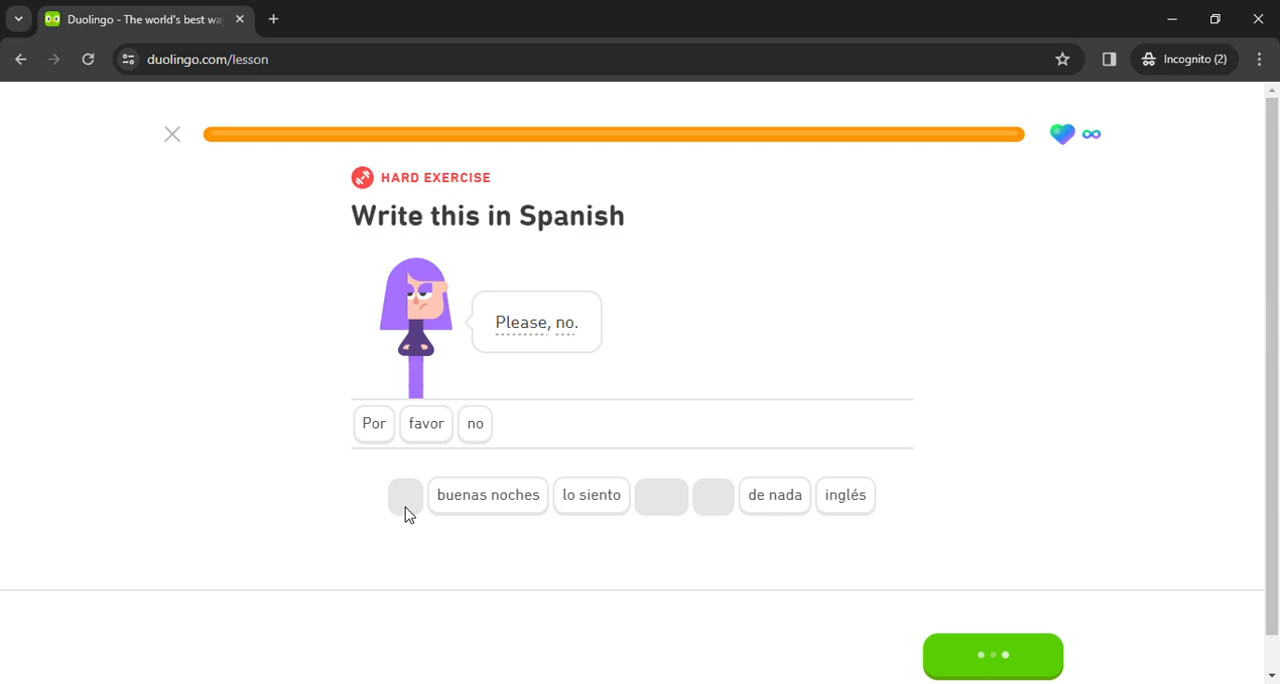 Duolingo - The world's best wa
duolingo.com/lesson
Incognito (2)
HARD EXERCISE
Write this in Spanish
Please, no.
Por favor no
buenas noches lo siento de nada inglés